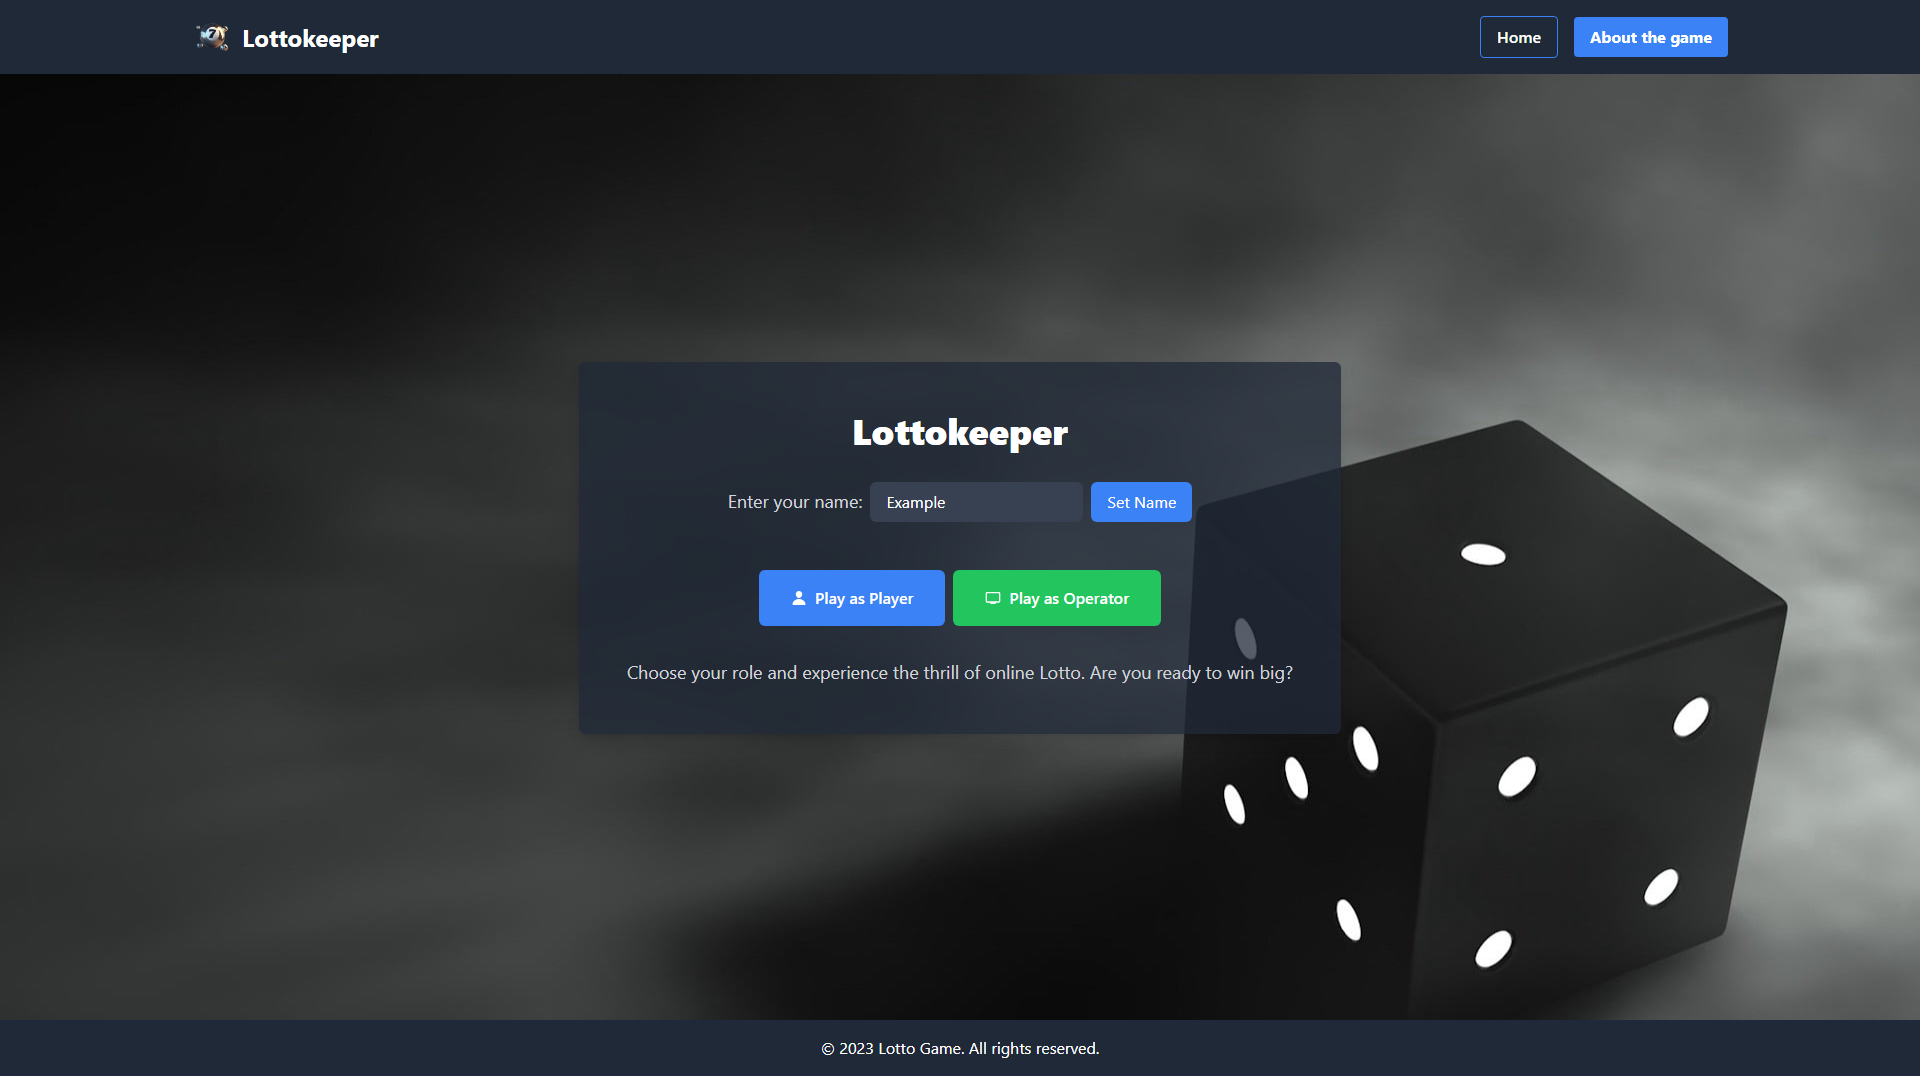 Lottokeeper
Home
About the game
Lottokeeper
Enter your name:
Example
Set Name
Play as Player
Play as Operator
Choose your role and experience the thrill of online Lotto. Are you ready to win big?
© 2023 Lotto Game. All rights reserved.